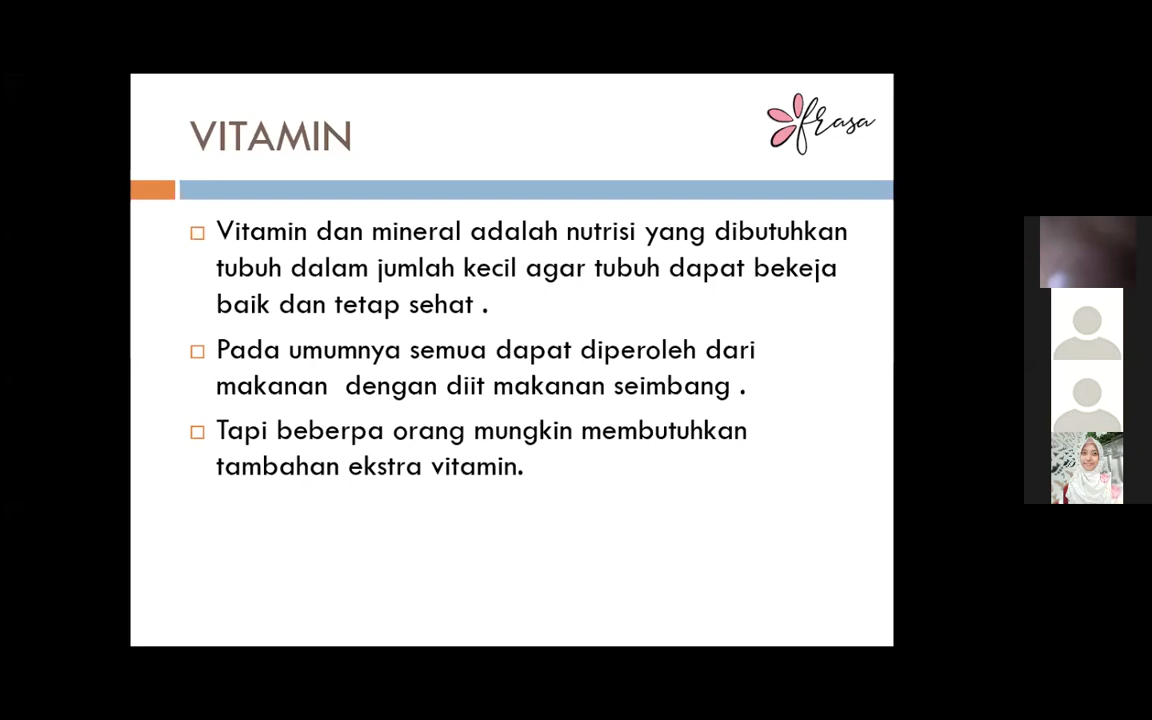 VITAMIN
frasa
Vitamin dan mineral adalah nutrisi yang dibutuhkan
tubuh dalam jumlah kecil agar tubuh dapat bekeja
baik dan tetap sehat .
Pada umumnya semua dapat diperoleh dari
makanan  dengan diit makanan seimbang .
Tapi beberpa orang mungkin membutuhkan
tambahan ekstra vitamin.